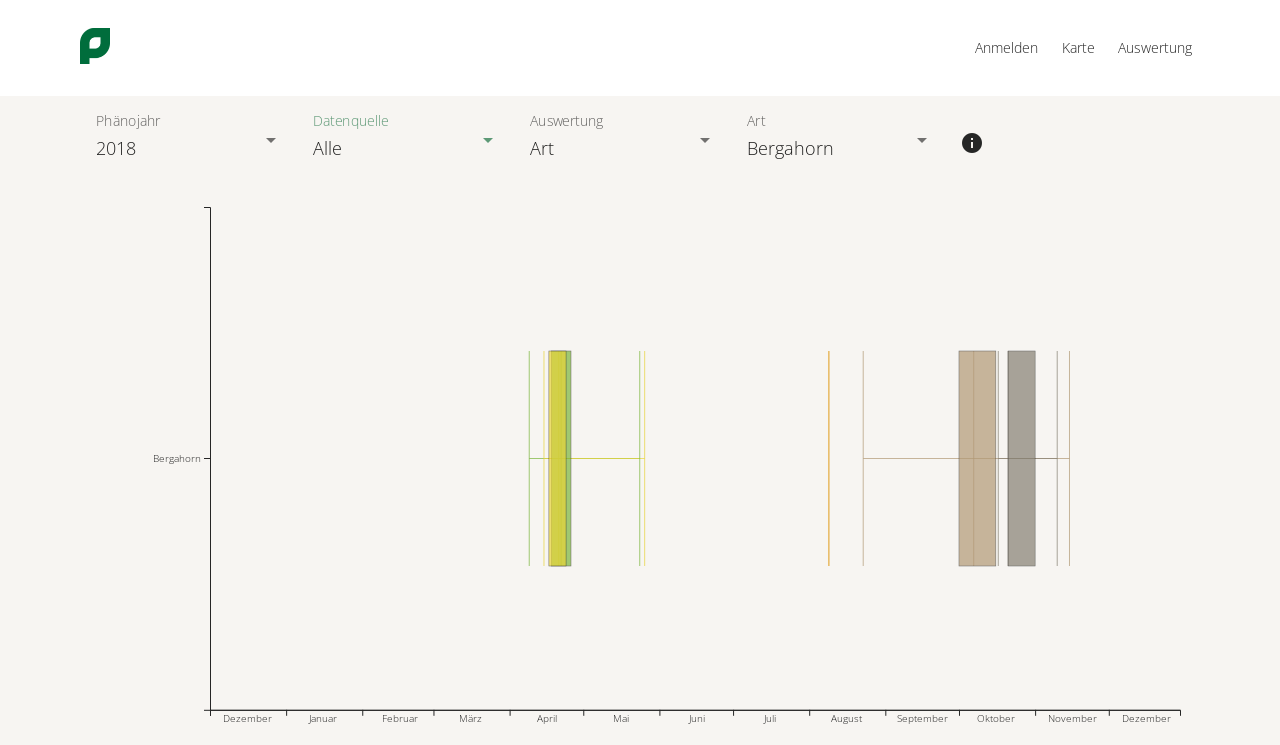 Anmelden Karte Auswertung
Phänojahr Datenquelle Auswertung Art
2018 Alle Art Bergahorn
Bergahorn
Dezember Januar Februar März April Mai Juni Juli August September Oktober November Dezember